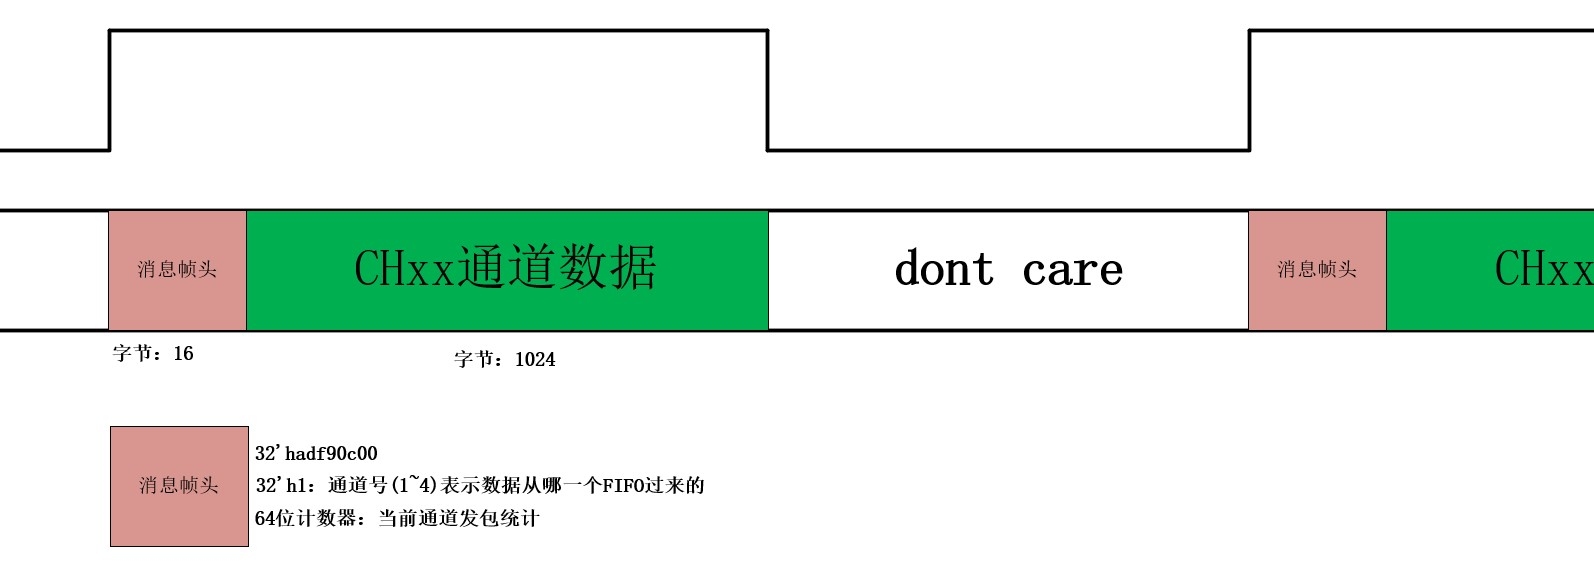 消息帧头
CHxx通道数据
dont care
消息帧头
CHxx
字节：16
字节：1024
消息帧头
32'hadf90c00
32'h1：通道号(1~4)表示数据从哪一个FIFO过来的
64位计数器：当前通道发包统计